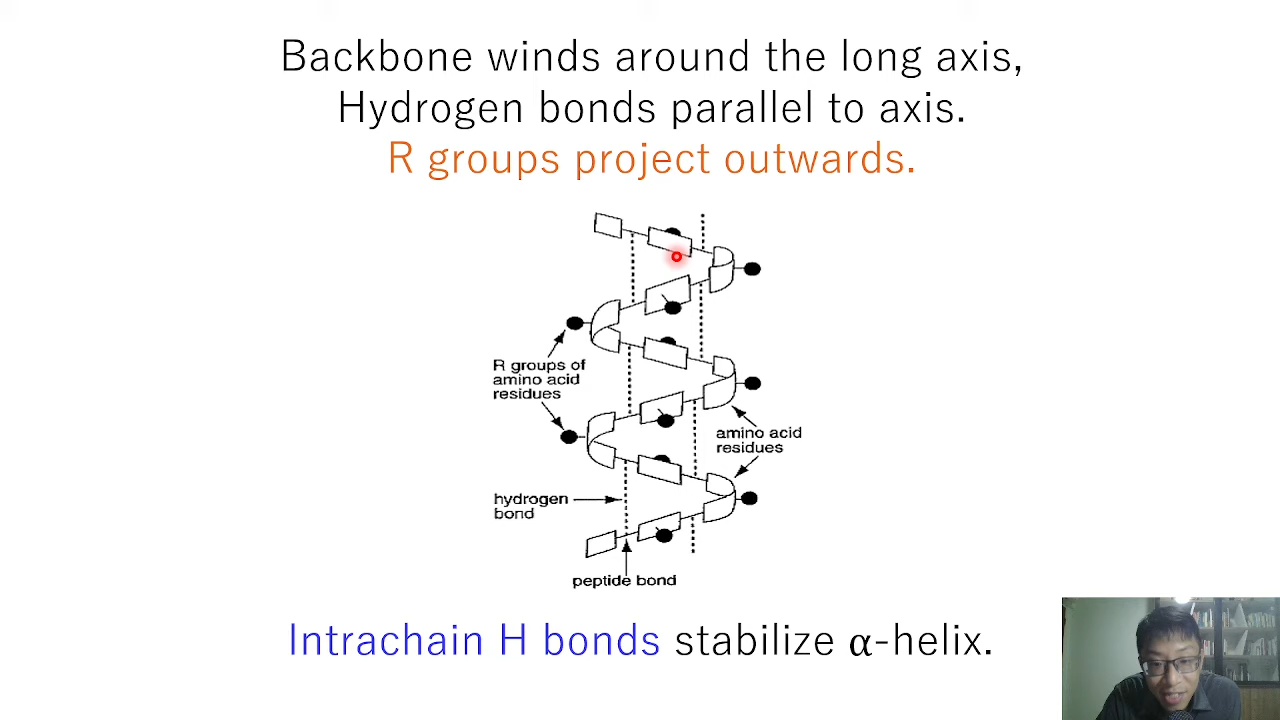 Backbone winds around the long axis,
Hydrogen bonds parallel to axis.
R groups project outwards.
R groups of
amino acid
residues
amino acid
residues
hydrogen
bond
peptide bond
Intrachain H bonds stabilize α-helix.